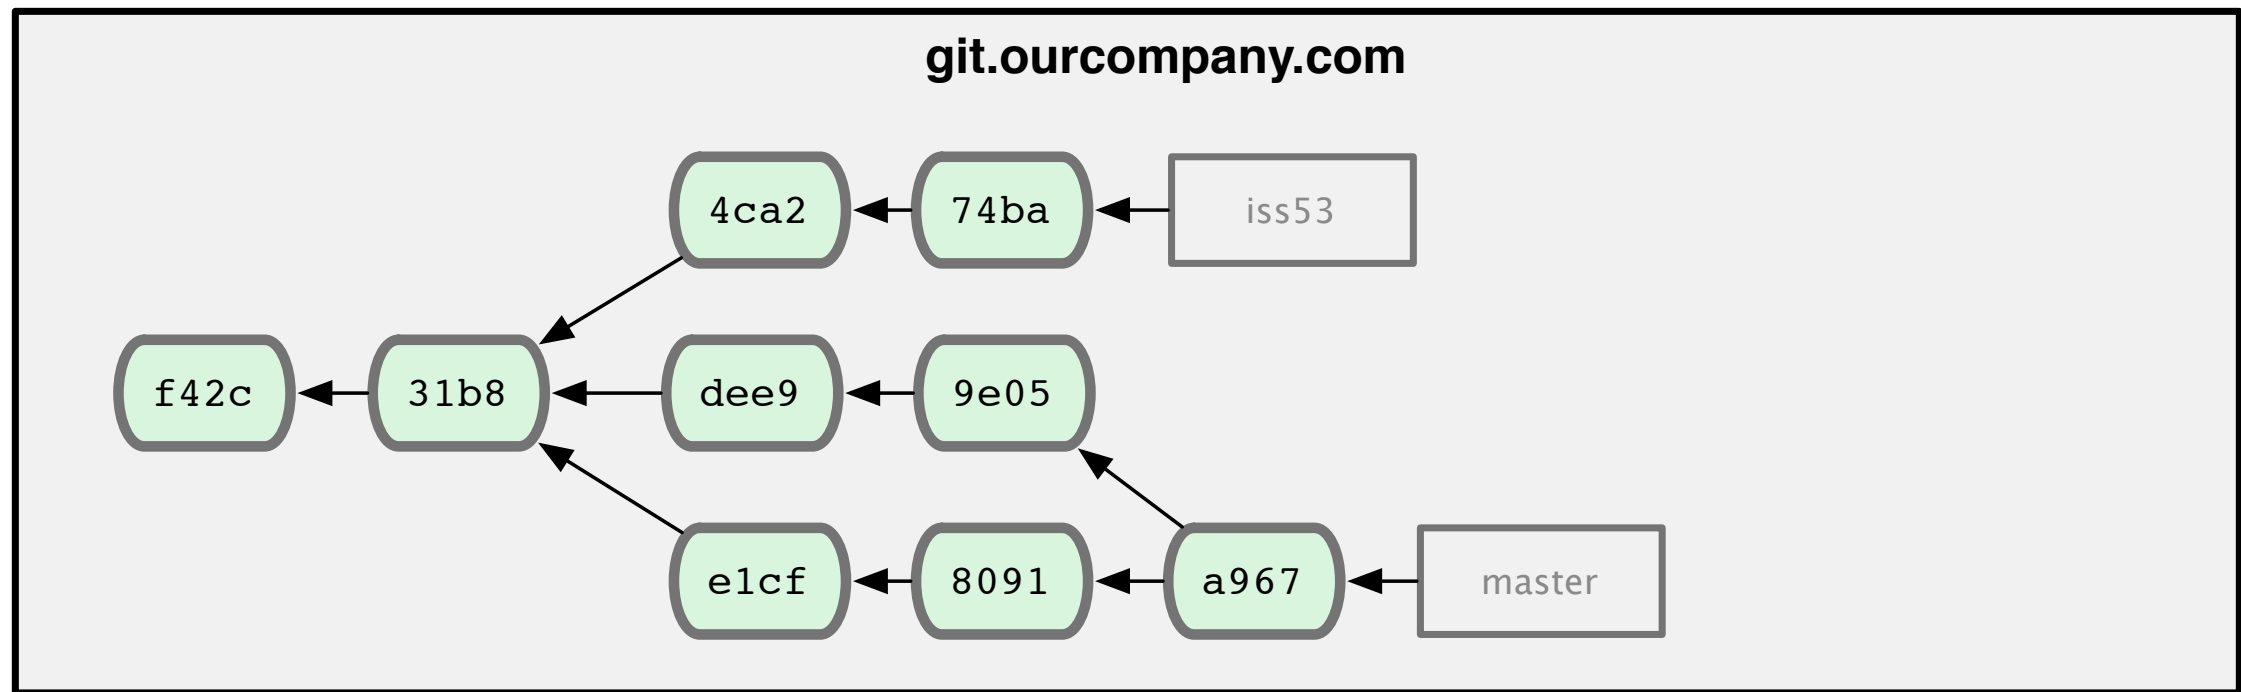 git.ourcompany.com
4ca2 74ba iss53
f42c 31b8 dee9 9e05
e1cf 8091 a967 master